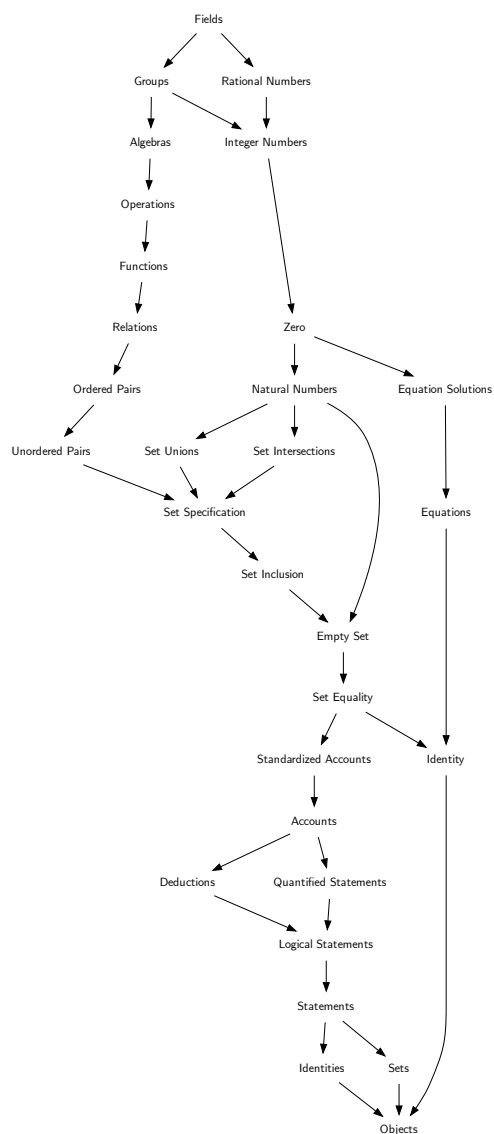 Fields
Groups
Rational Numbers
Algebras
Integer Numbers
Operations
Functions
Relations
Zero
Ordered Pairs
Natural Numbers
Equation Solutions
Unordered Pairs
Set Unions
Set Intersections
Set Specification
Equations
Set Inclusion
Empty Set
Set Equality
Standardized Accounts
Identity
Accounts
Deductions
Quantified Statements
Logical Statements
Statements
Identities
Sets
Objects